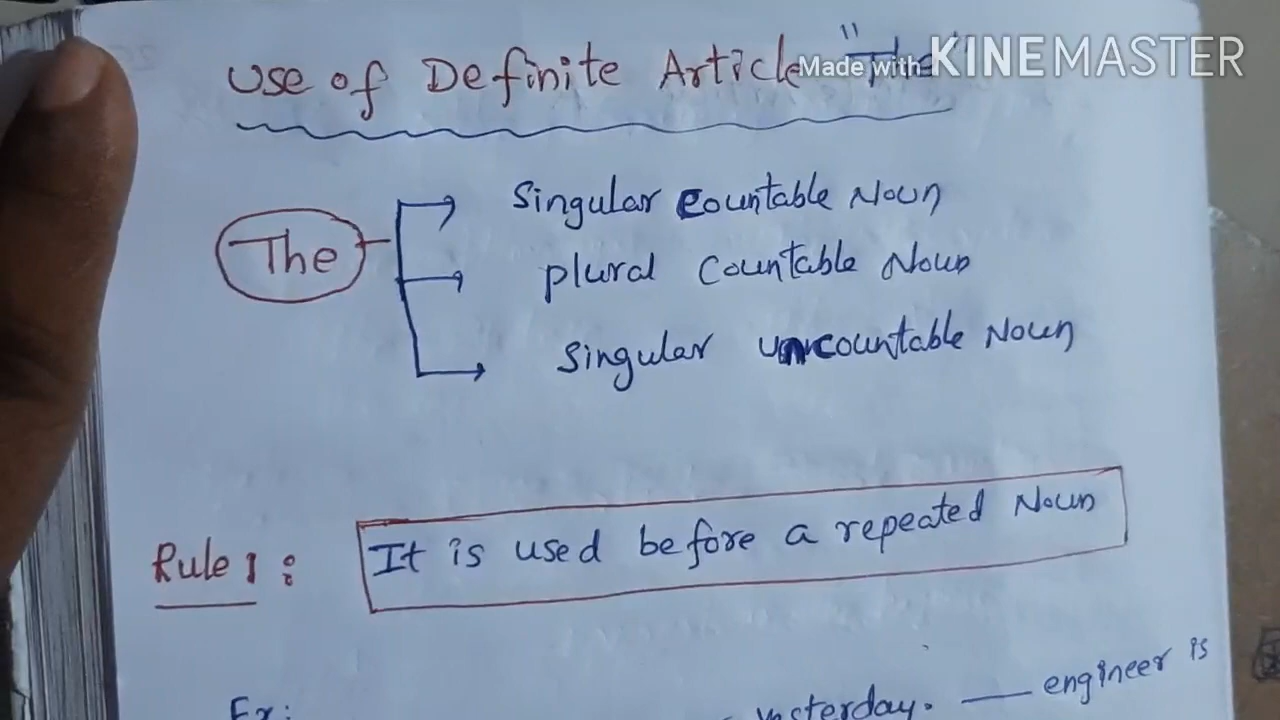 Use of Definite Article "The"
Made with KINEMASTER
The
Singular countable Noun
plural countable Noun
Singular uncountable Noun
Rule 1 :
It is used before a repeated Noun
Ex: yesterday. — engineer is